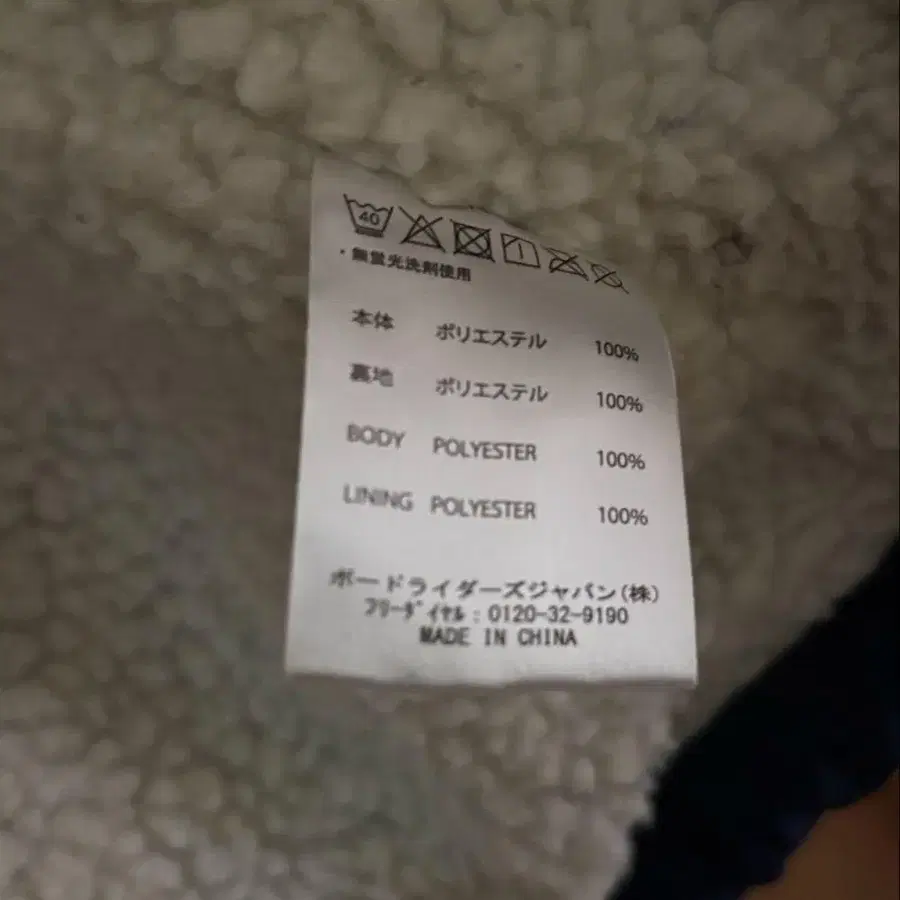 40
・無蛍光洗剤使用
本体 ポリエステル 100%
裏地 ポリエステル 100%
BODY POLYESTER 100%
LINING POLYESTER 100%
ボードライダーズジャパン(株)
フリーダイヤル:0120-32-9190
MADE IN CHINA